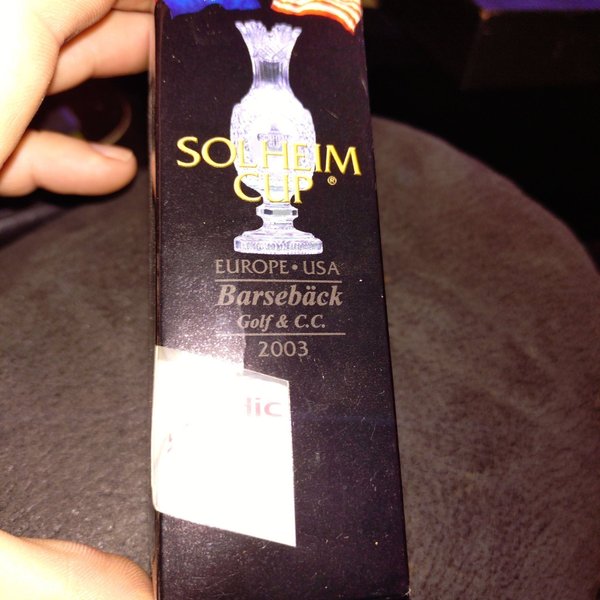 SOLHEIM
CUP ®
EUROPE • USA
Barsebäck
Golf & C.C.
2003